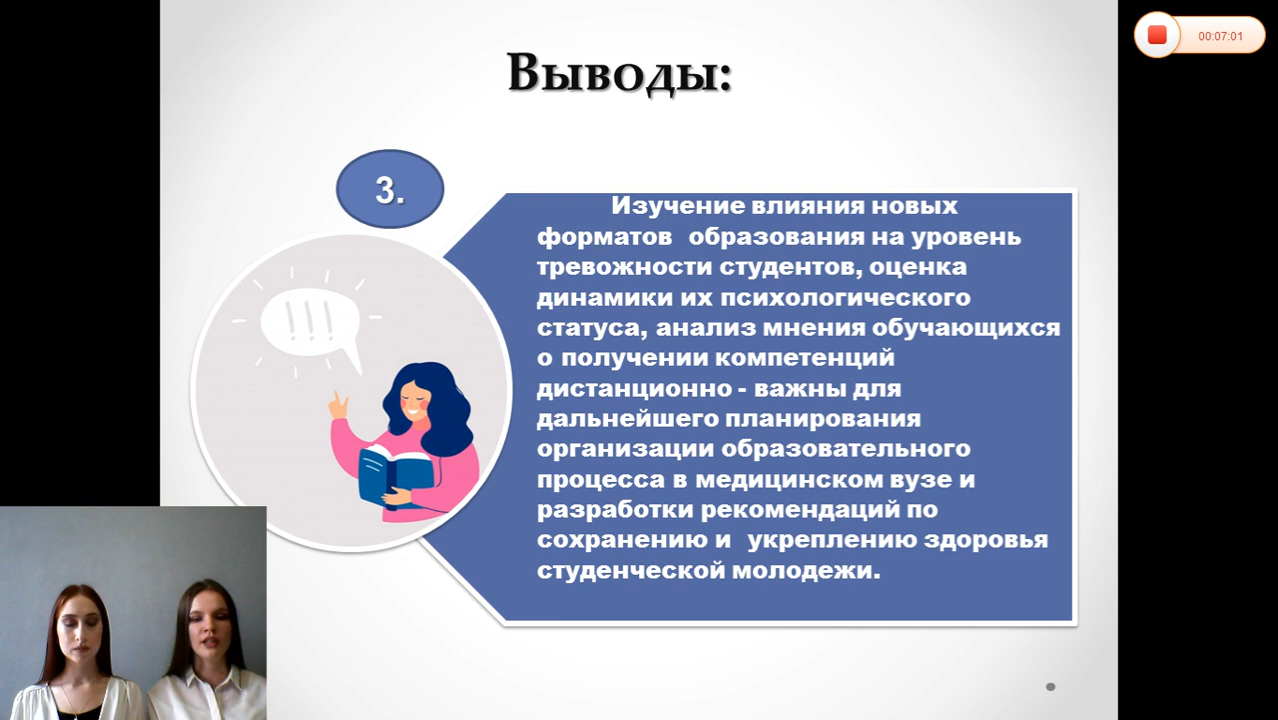 Выводы:
00:07:01
3.
Изучение влияния новых
форматов образования на уровень
тревожности студентов, оценка
динамики их психологического
статуса, анализ мнения обучающихся
о получении компетенций
дистанционно - важны для
дальнейшего планирования
организации образовательного
процесса в медицинском вузе и
разработки рекомендаций по
сохранению и укреплению здоровья
студенческой молодежи.
!!!